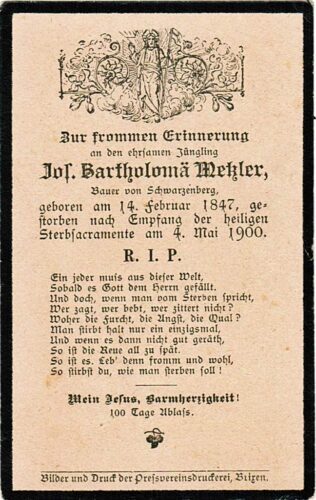 Zur frommen Erinnerung
an den ehrsamen Jüngling
Jos. Bartholomä Metzler,
Bauer von Schwarzenberg,
geboren am 14. Februar 1847, ge-
storben nach Empfang der heiligen
Sterbsacramente am 4. Mai 1900.
R. I. P.
Ein jeder muis aus dieser Welt,
Sobald es Gott dem Herrn gefällt.
Und doch, wenn man vom Sterben spricht,
Wer zagt, wer bebt, wer zittert nicht?
Woher die Furcht, die Angst, die Qual?
Man stirbt halt nur ein einzigsmal,
Und wenn es dann nicht gut geräth,
So ist die Reue all zu spät.
So ist es. Leb' denn fromm und wohl,
So stirbst du, wie man sterben soll!
Mein Jesus, Barmherzigkeit!
100 Tage Ablass.
Bilder und Druck der Pressvereinsdruckerei, Brixen.